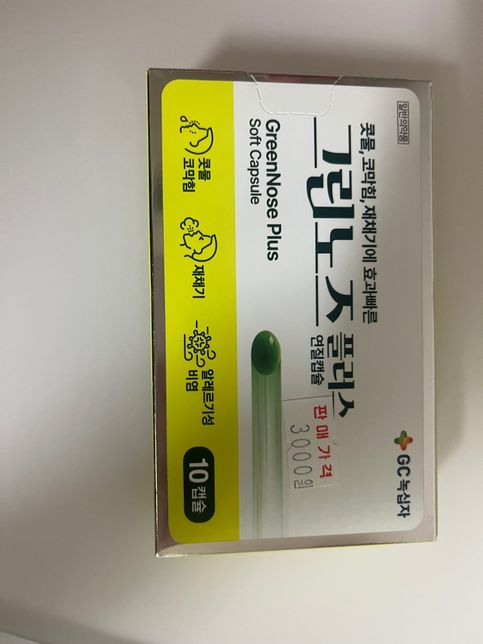 일반의약품
콧물, 코막힘, 재채기에 효과빠른
그린노즈 플러스
연질캡슐
GreenNose Plus
Soft Capsule
콧물
코막힘
재채기
알레르기성
비염
10캡슐
판매가격
3000원
GC녹십자